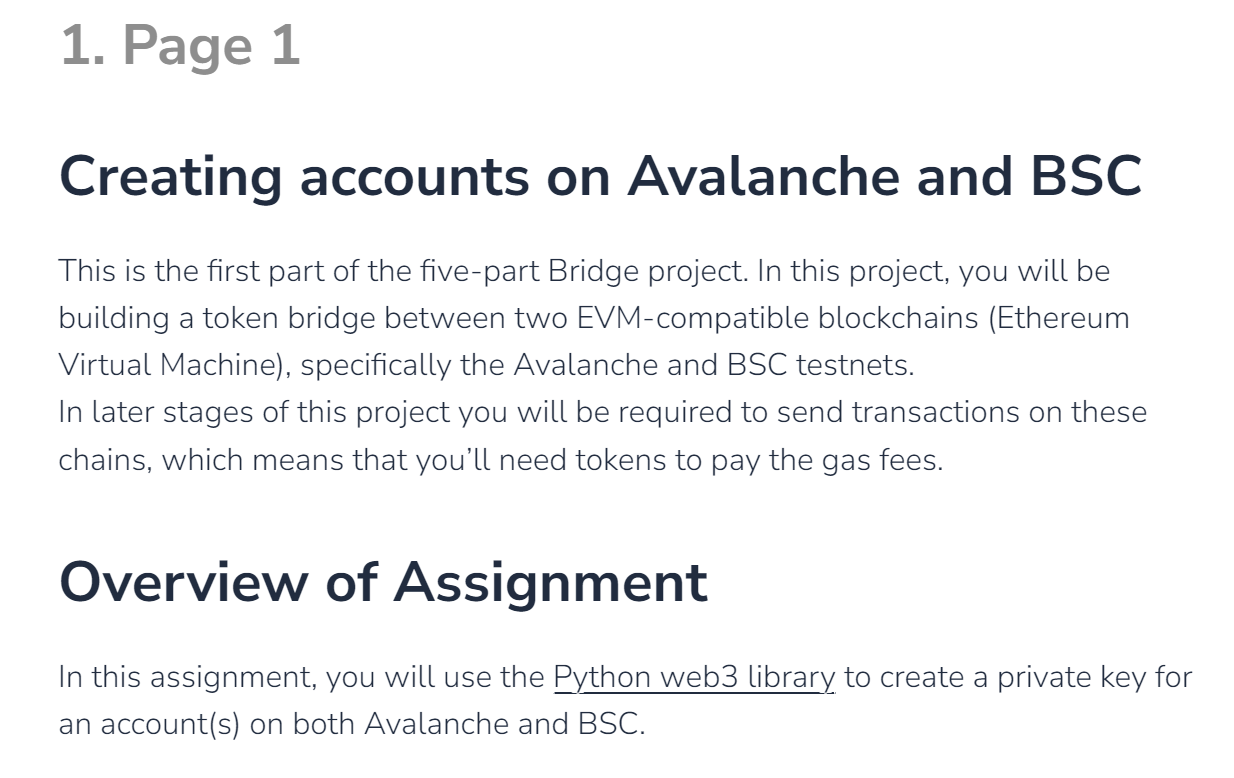 1. Page 1
Creating accounts on Avalanche and BSC
This is the first part of the five-part Bridge project. In this project, you will be
building a token bridge between two EVM-compatible blockchains (Ethereum
Virtual Machine), specifically the Avalanche and BSC testnets.
In later stages of this project you will be required to send transactions on these
chains, which means that you’ll need tokens to pay the gas fees.
Overview of Assignment
In this assignment, you will use the Python web3 library to create a private key for
an account(s) on both Avalanche and BSC.